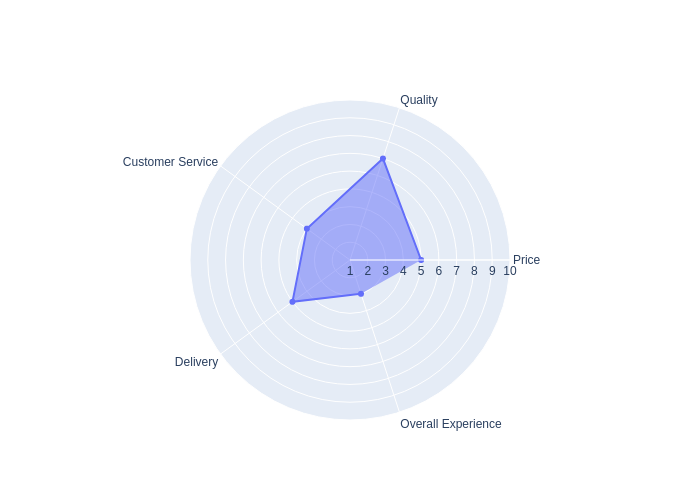 Quality
Customer Service
Price
1 2 3 4 5 6 7 8 9 10
Delivery
Overall Experience